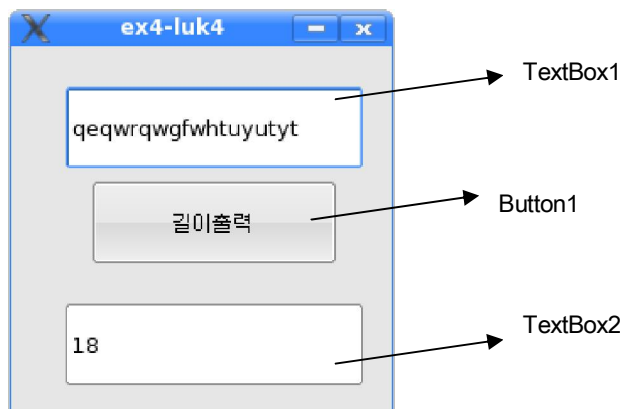 ex4-luk4
TextBox1
qeqwrqwgfwhtuyutyt
길이출력
Button1
TextBox2
18